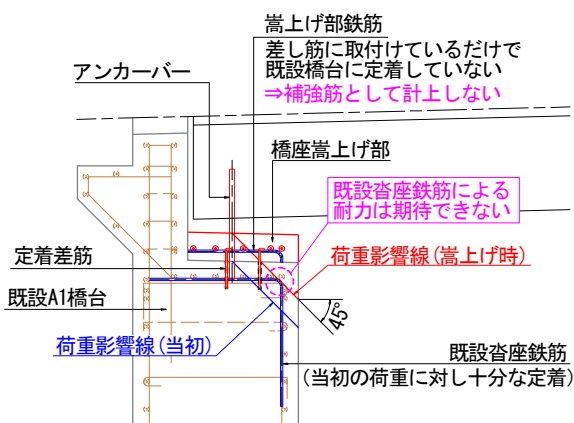 嵩上げ部鉄筋
差し筋に取付けているだけで
既設橋台に定着していない
⇒補強筋として計上しない
アンカーバー
橋座嵩上げ部
既設沓座鉄筋による
耐力は期待できない
定着差筋
荷重影響線(嵩上げ時)
既設A1橋台
45°
荷重影響線(当初)
既設沓座鉄筋
(当初の荷重に対し十分な定着)